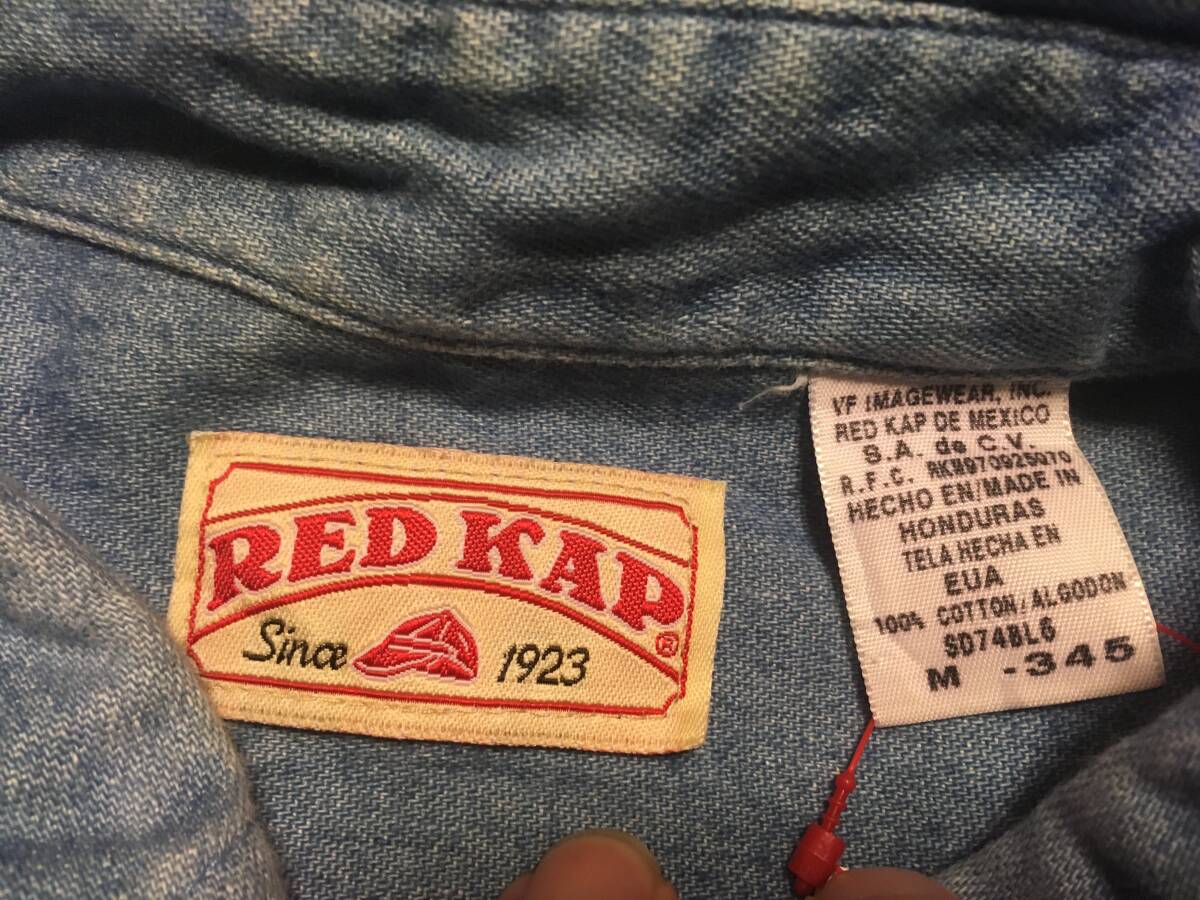 RED KAP®
Since 1923
VF IMAGEWEAR, INC.
RED KAP DE MEXICO
S.A. de C.V.
R.F.C. RKM970925070
HECHO EN/MADE IN
HONDURAS
TELA HECHA EN
EUA
100% COTTON/ALGODON
SD74BL6
M -345